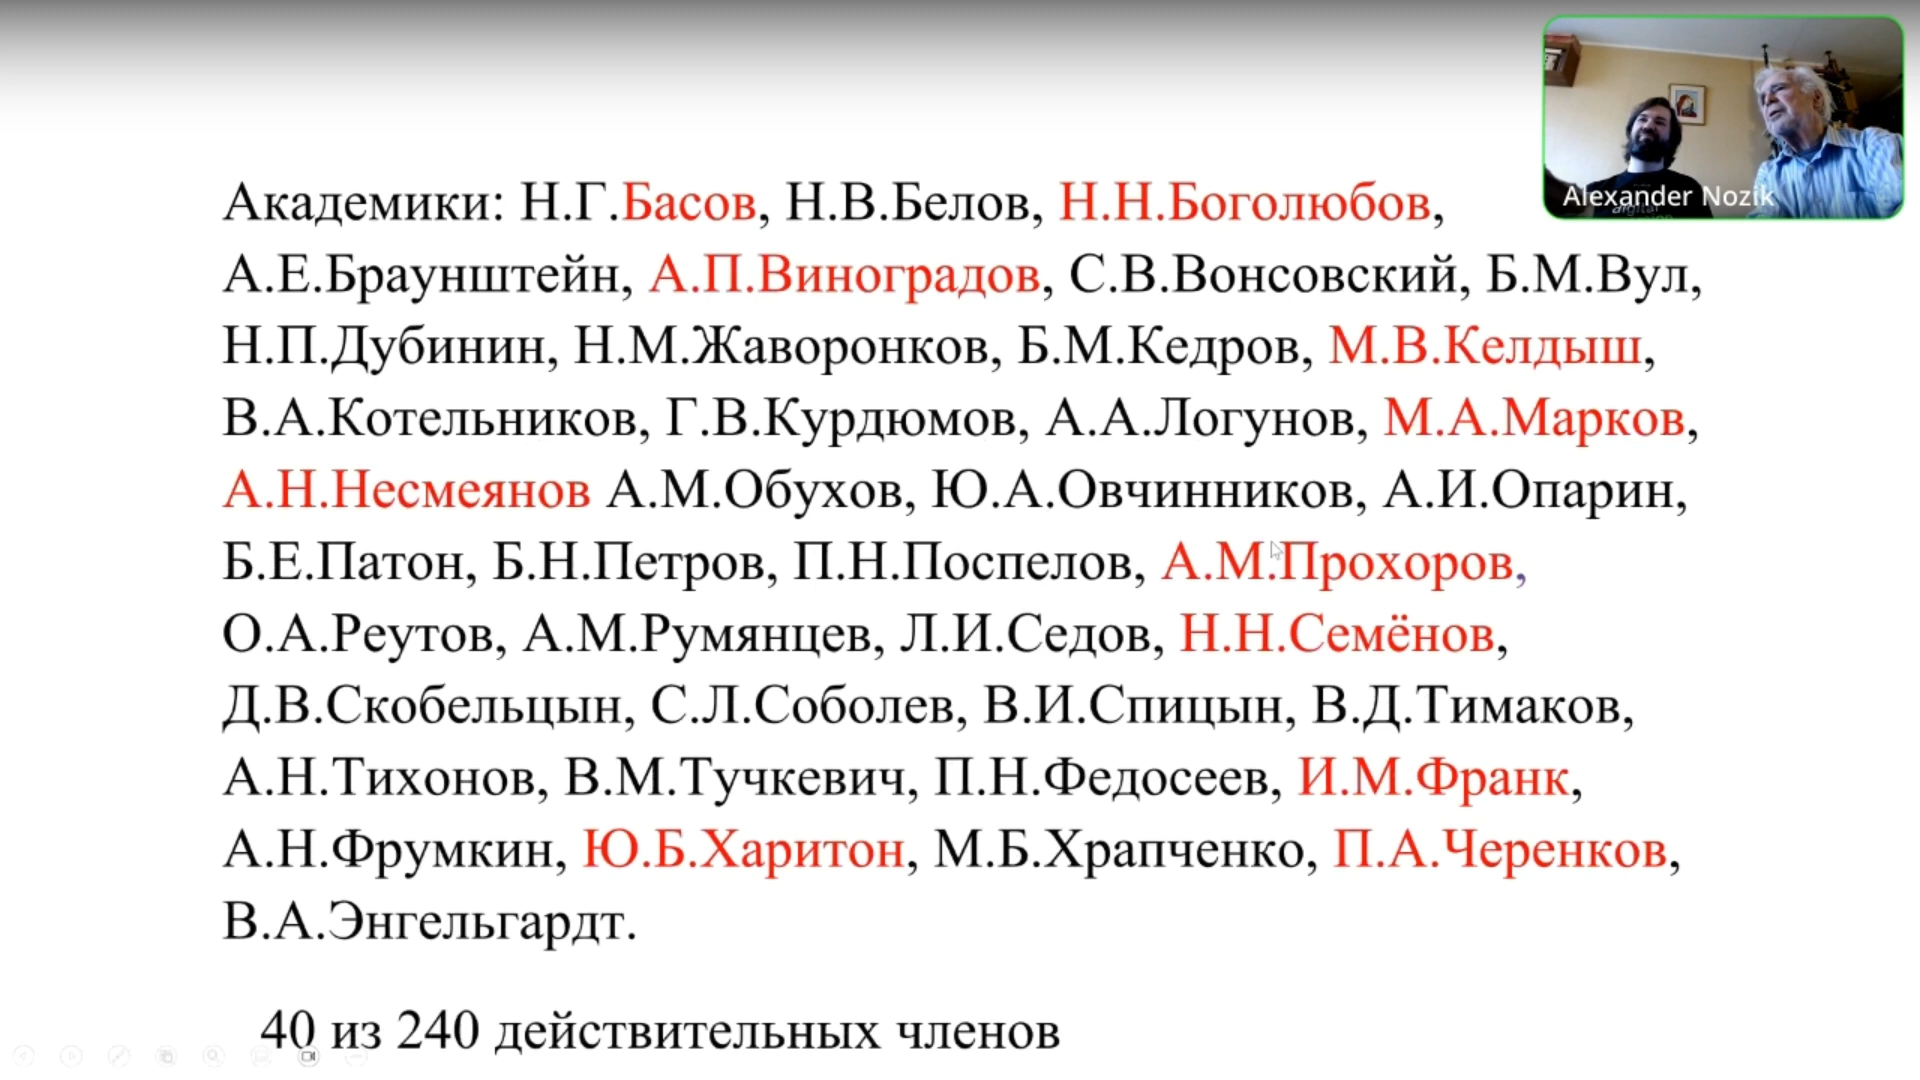 Alexander Nozik
Академики: Н.Г.Басов, Н.В.Белов, Н.Н.Боголюбов,
А.Е.Браунштейн, А.П.Виноградов, С.В.Вонсовский, Б.М.Вул,
Н.П.Дубинин, Н.М.Жаворонков, Б.М.Кедров, М.В.Келдыш,
В.А.Котельников, Г.В.Курдюмов, А.А.Логунов, М.А.Марков,
А.Н.Несмеянов А.М.Обухов, Ю.А.Овчинников, А.И.Опарин,
Б.Е.Патон, Б.Н.Петров, П.Н.Поспелов, А.М.Прохоров,
О.А.Реутов, А.М.Румянцев, Л.И.Седов, Н.Н.Семёнов,
Д.В.Скобельцын, С.Л.Соболев, В.И.Спицын, В.Д.Тимаков,
А.Н.Тихонов, В.М.Тучкевич, П.Н.Федосеев, И.М.Франк,
А.Н.Фрумкин, Ю.Б.Харитон, М.Б.Храпченко, П.А.Черенков,
В.А.Энгельгардт.
40 из 240 действительных членов